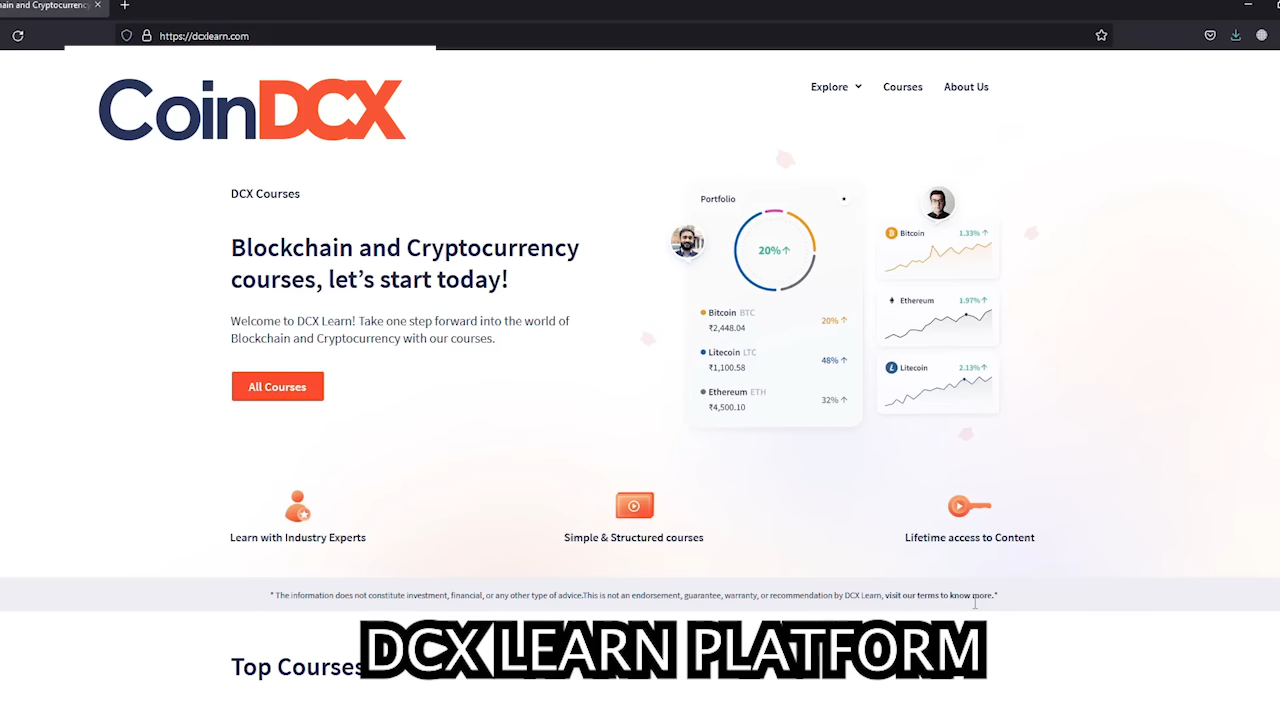 ain and Cryptocurrency
https://dcxlearn.com
CoinDCX
Explore
Courses
About Us
DCX Courses
Blockchain and Cryptocurrency
courses, let's start today!
Welcome to DCX Learn! Take one step forward into the world of
Blockchain and Cryptocurrency with our courses.
All Courses
Portfolio
20%↑
Bitcoin BTC
₹2,448.04
20% ↑
Litecoin LTC
₹1,100.58
48% ↑
Ethereum ETH
₹4,500.10
32% ↑
Bitcoin
1.33% ↑
Ethereum
1.97% ↑
Litecoin
2.13% ↑
Learn with Industry Experts
Simple & Structured courses
Lifetime access to Content
* The information does not constitute investment, financial, or any other type of advice.This is not an endorsement, guarantee, warranty, or recommendation by DCX Learn, visit our terms to know more.*
Top Courses
DCX LEARN PLATFORM